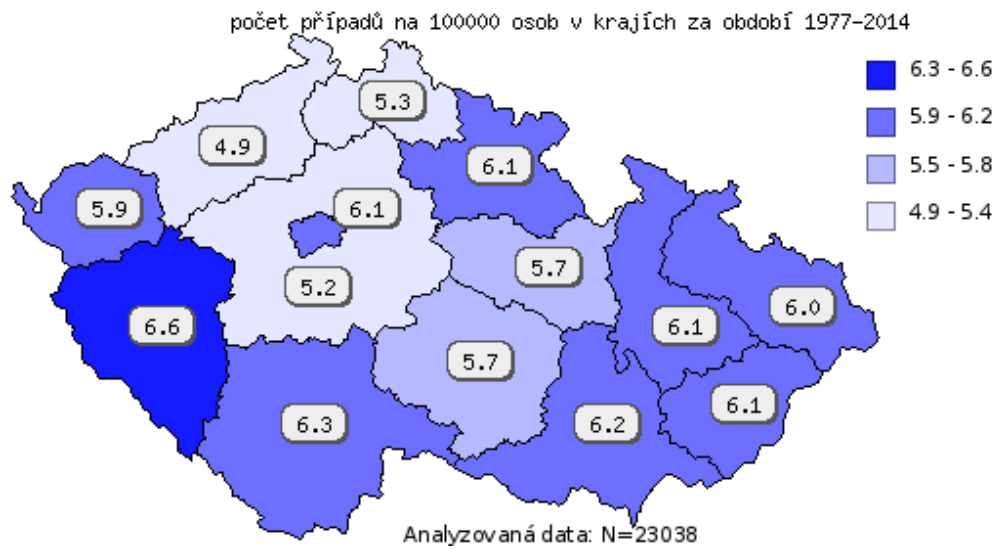 počet případů na 100000 osob v krajích za období 1977-2014
6.3 - 6.6
5.9 - 6.2
5.5 - 5.8
4.9 - 5.4
5.3
4.9
6.1
5.9
6.1
5.7
5.2
6.0
6.6
6.1
5.7
6.1
6.3
6.2
Analyzovaná data: N=23038